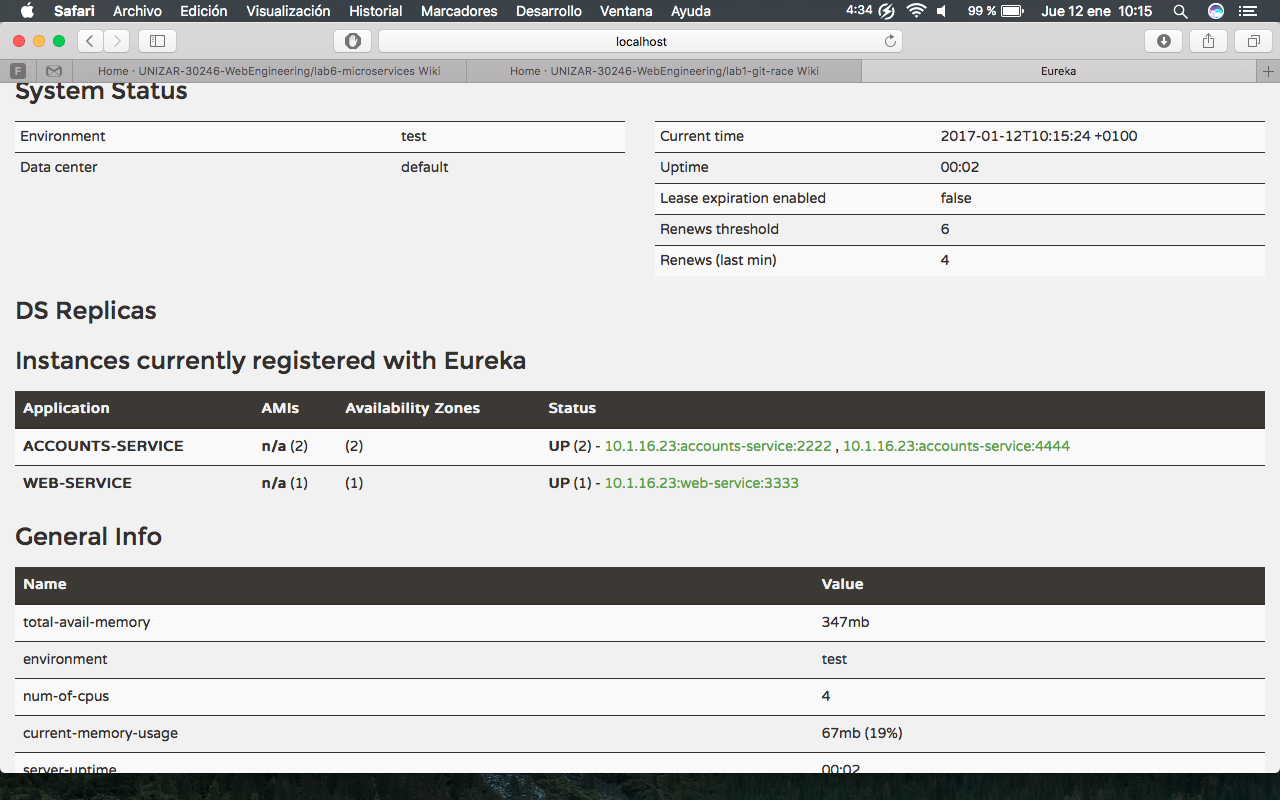 Safari Archivo Edición Visualización Historial Marcadores Desarrollo Ventana Ayuda 4:34 99 % Jue 12 ene 10:15
localhost
F Home · UNIZAR-30246-WebEngineering/lab6-microservices Wiki Home · UNIZAR-30246-WebEngineering/lab1-git-race Wiki Eureka
System Status
Environment test
Data center default
Current time 2017-01-12T10:15:24 +0100
Uptime 00:02
Lease expiration enabled false
Renews threshold 6
Renews (last min) 4
DS Replicas
Instances currently registered with Eureka
Application AMIs Availability Zones Status
ACCOUNTS-SERVICE n/a (2) (2) UP (2) - 10.1.16.23:accounts-service:2222 , 10.1.16.23:accounts-service:4444
WEB-SERVICE n/a (1) (1) UP (1) - 10.1.16.23:web-service:3333
General Info
Name Value
total-avail-memory 347mb
environment test
num-of-cpus 4
current-memory-usage 67mb (19%)
server-uptime 00:02